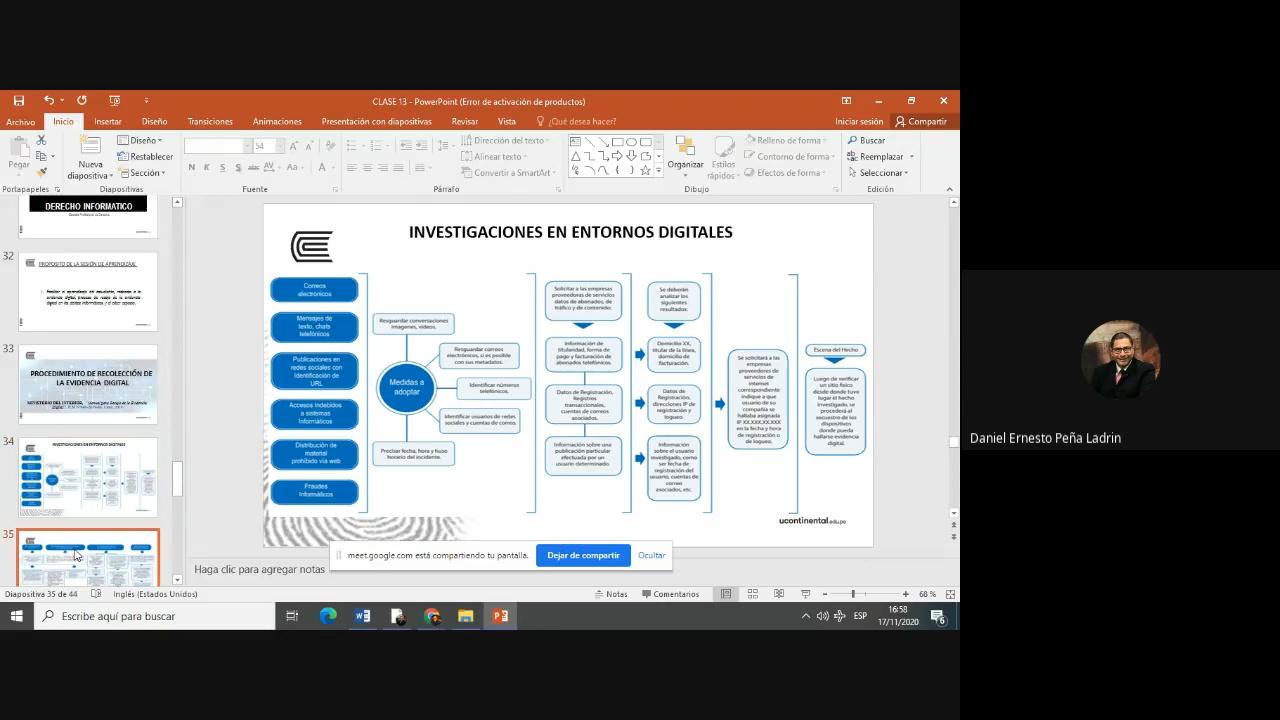 CLASE 13 - PowerPoint (Error de activación de productos)
Archivo
Inicio
Insertar
Diseño
Transiciones
Animaciones
Presentación con diapositivas
Revisar
Vista
¿Qué desea hacer?
Iniciar sesión
Compartir
Pegar
Nueva
diapositiva
Diseño
Restablecer
Sección
54
N K S S abc AV Aa A
Dirección del texto
Alinear texto
Convertir a SmartArt
Organizar
Estilos
rápidos
Relleno de forma
Contorno de forma
Efectos de forma
Buscar
Reemplazar
Seleccionar
Portapapeles
Diapositivas
Fuente
Párrafo
Dibujo
Edición
DERECHO INFORMATICO
32
PROPOSITO DE LA SESIÓN DE APRENDIZAJE
33
PROCEDIMIENTO DE RECOLECCIÓN DE
LA EVIDENCIA DIGITAL
34
INVESTIGACIONES EN ENTORNOS DIGITALES
35
INVESTIGACIONES EN ENTORNOS DIGITALES
Correos
electrónicos
Mensajes de
texto, chats
telefónicos
Publicaciones en
redes sociales con
Identificación de
URL
Accesos Indebidos
a sistemas
Informáticos
Distribución de
material
prohibido vía web
Fraudes
Informáticos
Medidas a
adoptar
Resguardar conversaciones
imagenes, videos.
Resguardar correos
electrónicos, si es posible
con sus metadatos.
Identificar números
telefónicos.
Identificar usuarios de redes
sociales y cuentas de correo.
Precisar fecha, hora y huso
horario del incidente.
Solicitar a las empresas
proveedoras de servicios
datos de abonados, de
tráfico y de contenido:
Información de
titularidad, forma de
pago y facturación de
abonados telefónicos.
Datos de Registración,
Registros
transaccionales,
cuentas de correo
asociados.
Información sobre una
publicación particular
efectuada por un
usuario determinado.
Se deberán
analizar los
siguientes
resultados:
Domicilio XX,
titular de la línea,
domicilio de
facturación.
Datos de
Registración,
direcciones IP de
registración y
logueo.
Información
sobre el usuario
investigado, como
ser fecha de
registración del
usuario, cuentas de
correo
asociados, etc.
Se solicitará a las
empresas
proveedoras de
servicios de
internet
correspondiente
indique a que
usuario de su
compañía se
hallaba asignada
IP XX.XXX.XX.XXX
en la fecha y hora
de registración o
de logueo.
Escena del Hecho
Luego de verificar
un sitio físico
desde donde tuvo
lugar el hecho
investigado, se
procederá al
secuestro de los
dispositivos
donde pueda
hallarse evidencia
digital.
ucontinental.edu.pe
meet.google.com está compartiendo tu pantalla.
Dejar de compartir
Ocultar
Haga clic para agregar notas
Diapositiva 35 de 44
Inglés (Estados Unidos)
Notas
Comentarios
68 %
Escribe aquí para buscar
ESP
16:58
17/11/2020
6
Daniel Ernesto Peña Ladrin